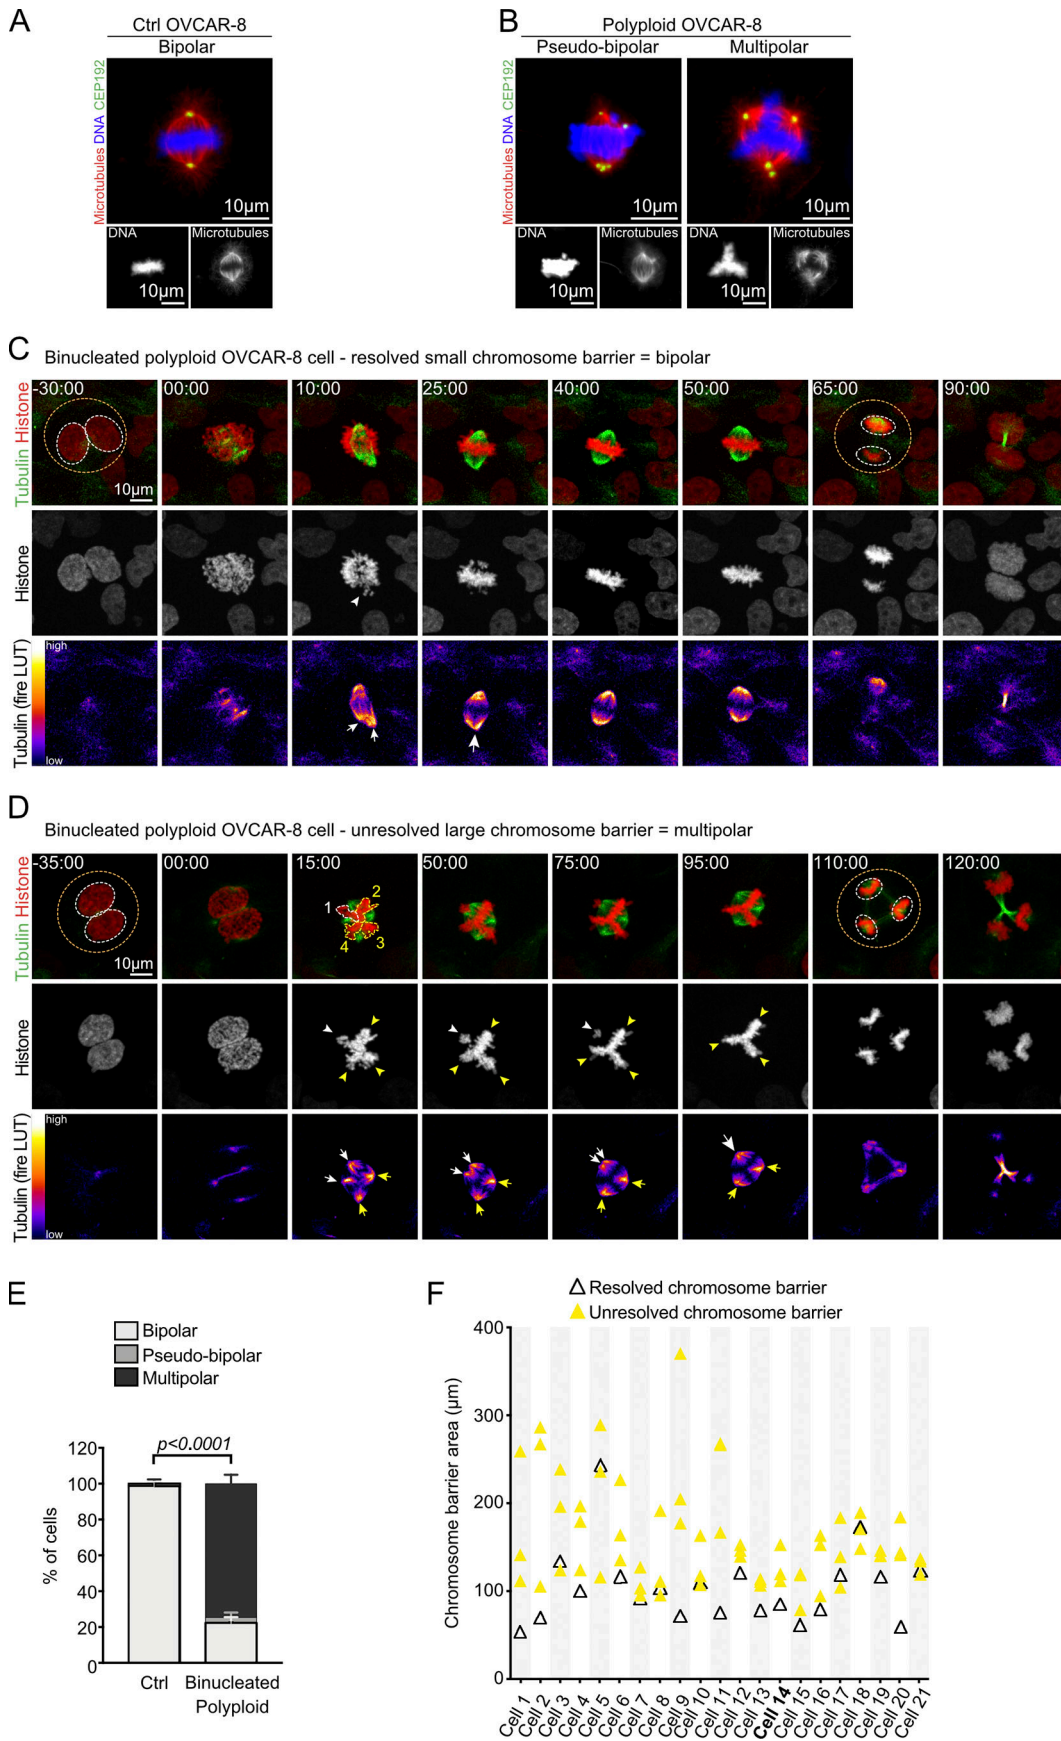 A
Ctrl OVCAR-8
Bipolar
Microtubules DNA CEP192
10µm
DNA
Microtubules
10µm
B
Polyploid OVCAR-8
Pseudo-bipolar
Multipolar
Microtubules DNA CEP192
10µm
DNA
Microtubules
DNA
Microtubules
10µm
10µm
C
Binucleated polyploid OVCAR-8 cell - resolved small chromosome barrier = bipolar
Tubulin Histone
-30:00
00:00
10:00
25:00
40:00
50:00
65:00
90:00
10µm
Histone
Tubulin (fire LUT)
high
low
D
Binucleated polyploid OVCAR-8 cell - unresolved large chromosome barrier = multipolar
Tubulin Histone
-35:00
00:00
15:00
50:00
75:00
95:00
110:00
120:00
1
2
3
4
10µm
Histone
Tubulin (fire LUT)
high
low
E
Bipolar
Pseudo-bipolar
Multipolar
p<0.0001
% of cells
120
100
80
60
40
20
0
Ctrl
Binucleated
Polyploid
F
Resolved chromosome barrier
Unresolved chromosome barrier
Chromosome barrier area (µm)
400
300
200
100
0
Cell 1
Cell 2
Cell 3
Cell 4
Cell 5
Cell 6
Cell 7
Cell 8
Cell 9
Cell 10
Cell 11
Cell 12
Cell 13
Cell 14
Cell 15
Cell 16
Cell 17
Cell 18
Cell 19
Cell 20
Cell 21